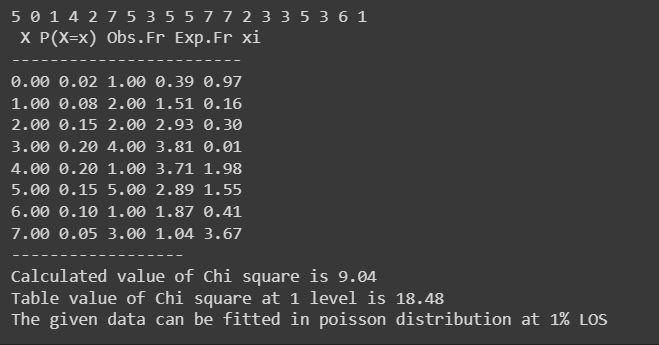 5 0 1 4 2 7 5 3 5 5 7 7 2 3 3 5 3 6 1
X P(X=x) Obs.Fr Exp.Fr xi
------------------------
0.00 0.02 1.00 0.39 0.97
1.00 0.08 2.00 1.51 0.16
2.00 0.15 2.00 2.93 0.30
3.00 0.20 4.00 3.81 0.01
4.00 0.20 1.00 3.71 1.98
5.00 0.15 5.00 2.89 1.55
6.00 0.10 1.00 1.87 0.41
7.00 0.05 3.00 1.04 3.67
------------------
Calculated value of Chi square is 9.04
Table value of Chi square at 1 level is 18.48
The given data can be fitted in poisson distribution at 1% LOS